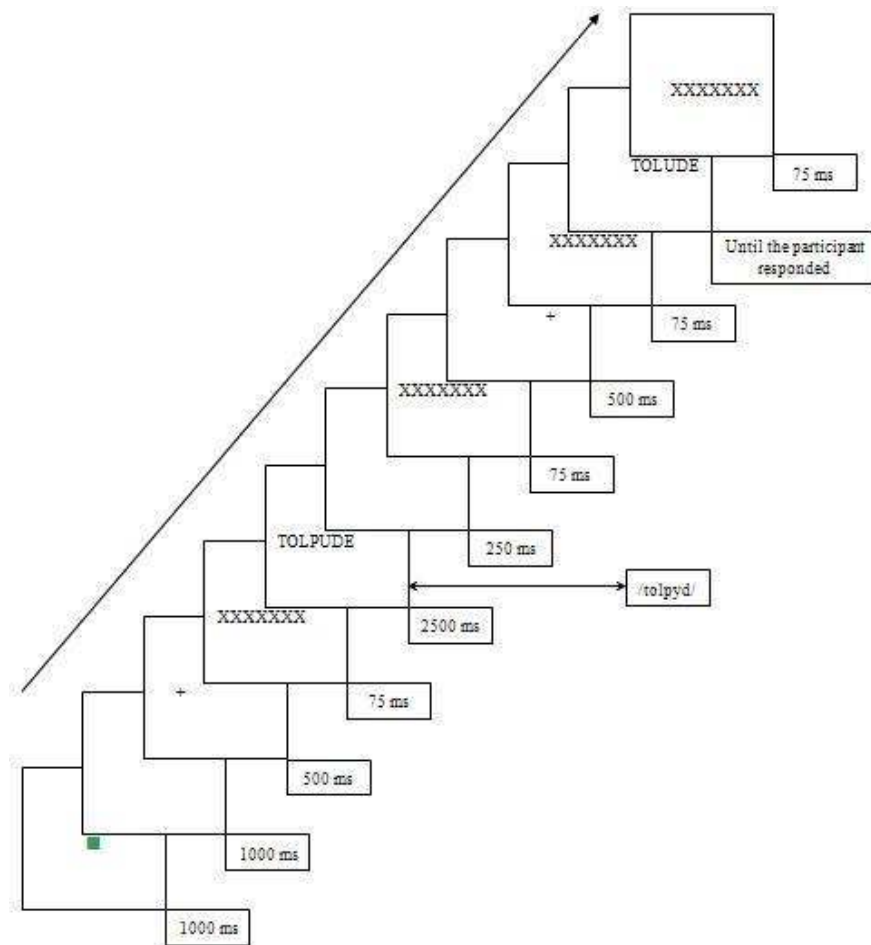 XXXXXXX
TOLUDE
75 ms
XXXXXXX
Until the participant
responded
+
75 ms
XXXXXXX
500 ms
75 ms
TOLPUDE
250 ms
/tolpyd/
XXXXXXX
2500 ms
+
75 ms
500 ms
1000 ms
1000 ms